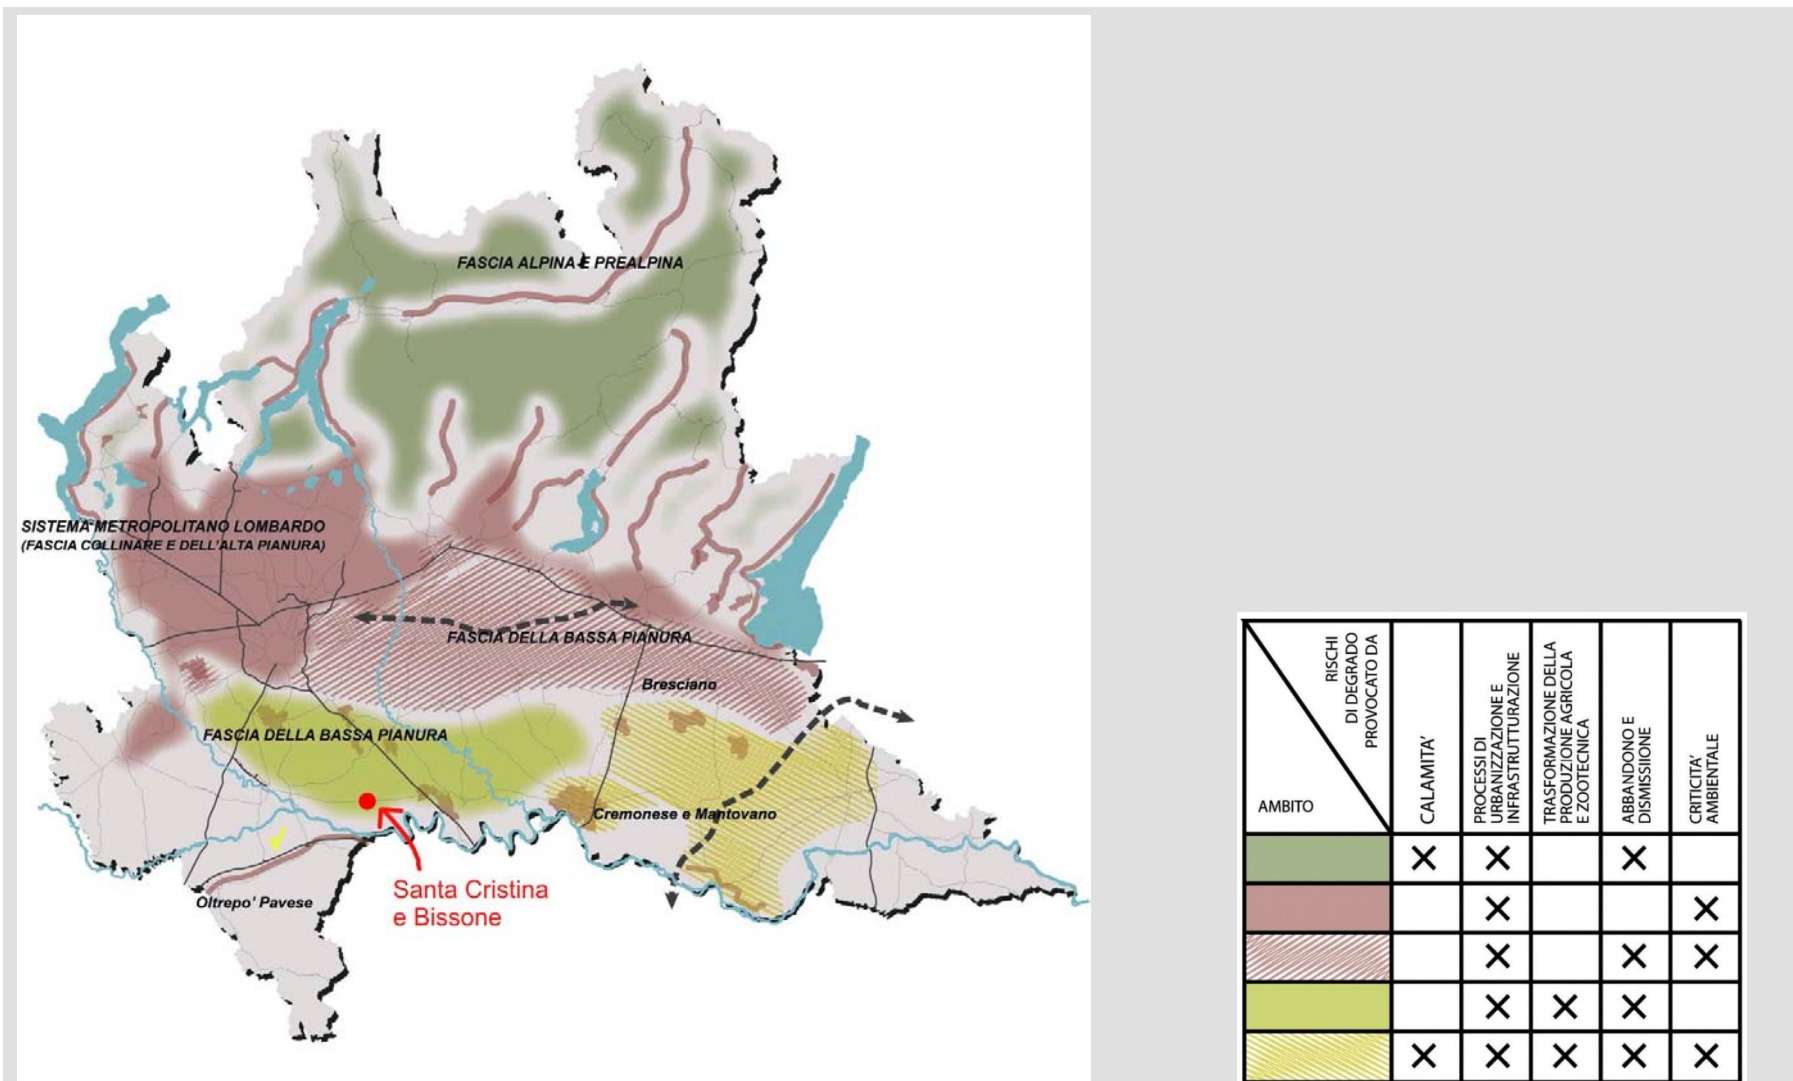 FASCIA ALPINA E PREALPINA
SISTEMA METROPOLITANO LOMBARDO
(FASCIA COLLINARE E DELL'ALTA PIANURA)
FASCIA DELLA BASSA PIANURA
Bresciano
FASCIA DELLA BASSA PIANURA
Cremonese e Mantovano
Santa Cristina
e Bissone
Oltrepo' Pavese
RISCHI
DI DEGRADO
PROVOCATO DA
AMBITO
CALAMITA'
PROCESSI DI
URBANIZZAZIONE E
INFRASTRUTTURAZIONE
TRASFORMAZIONE DELLA
PRODUZIONE AGRICOLA
E ZOOTECNICA
ABBANDONO E
DISMISSIIONE
CRITICITA'
AMBIENTALE
X X X
X X
X X X
X X X
X X X X X